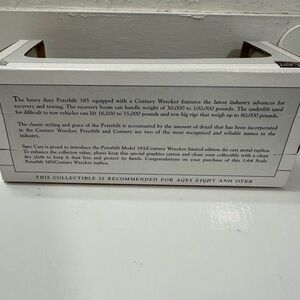 The heavy duty Peterbilt 385 equipped with a Century Wrecker features the latest industry advances for
recovery and towing. The recovery boom can handle weight of 50,000 to 100,000 pounds. The underlift used
for difficult to tow vehicles can lift 16,000 to 35,000 pounds and tow big rigs that weigh up to 80,000 pounds.
The classic styling and grace of the Peterbilt is accentuated by the amount of detail that has been incorporated
in the Century Wrecker. Peterbilt and Century are two of the most recognized and reliable names in the
industry.
Spec Cast is proud to introduce the Peterbilt Model 385/Century Wrecker limited edition die cast metal replica.
To enhance the collector value, please keep this special graphics carton and clean your collectible with a clean
dry cloth to keep it dust free and protect its finish. Congratulations on your purchase of this 1:64 Scale
Peterbilt 385/Century Wrecker replica.
THIS COLLECTIBLE IS RECOMMENDED FOR AGES EIGHT AND OVER